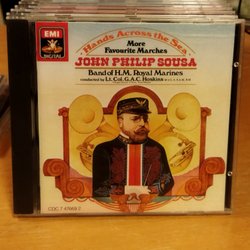 EMI
DIGITAL
Hands Across the Sea
More
Favourite Marches
JOHN PHILIP SOUSA
Band of H.M. Royal Marines
conducted by Lt. Col. G.A.C. Hoskins